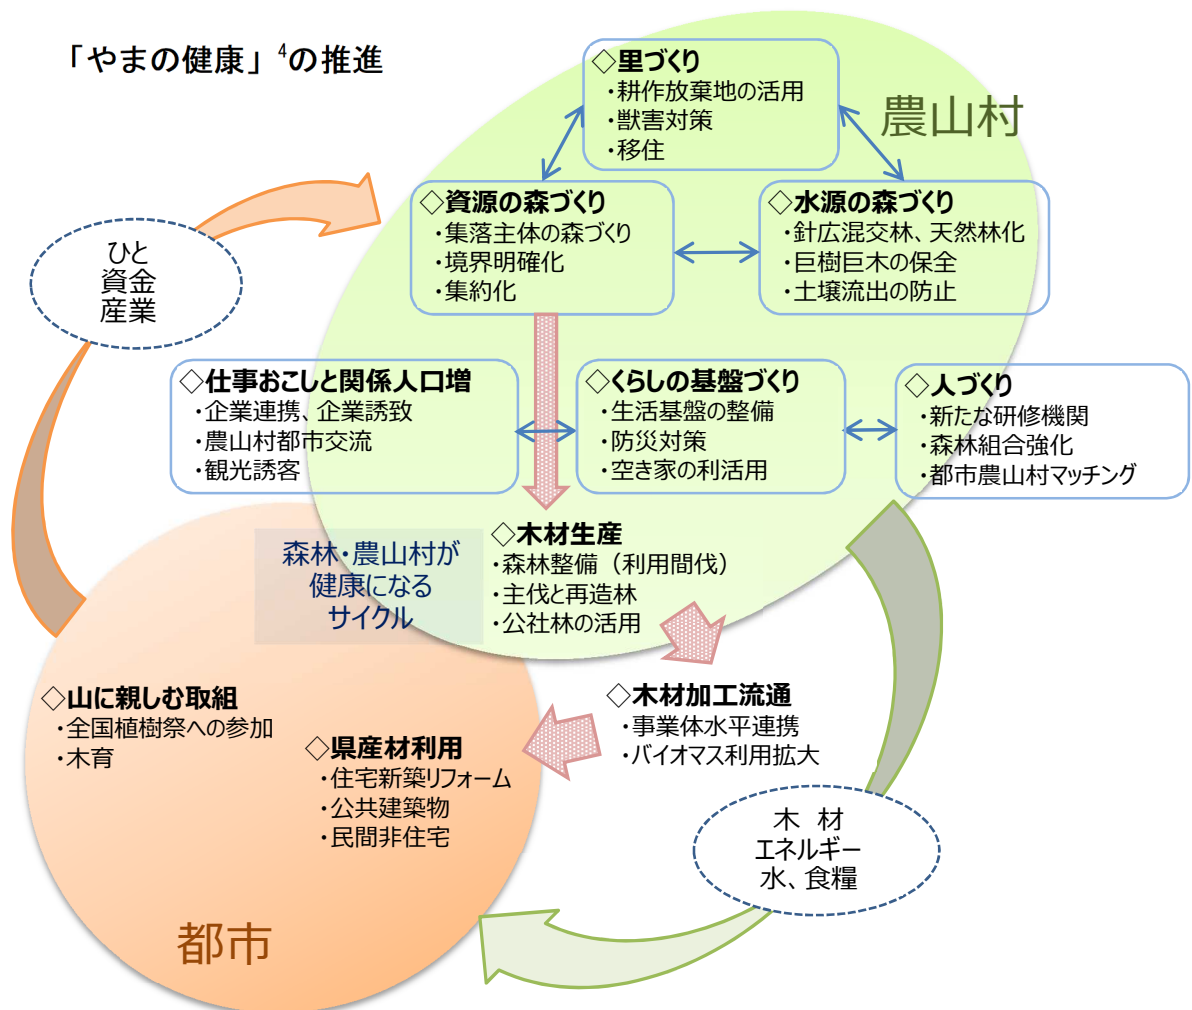 「やまの健康」⁴の推進
◇里づくり
・耕作放棄地の活用
・獣害対策
・移住
農山村
◇資源の森づくり
・集落主体の森づくり
・境界明確化
・集約化
◇水源の森づくり
・針広混交林、天然林化
・巨樹巨木の保全
・土壌流出の防止
ひと
資金
産業
◇仕事おこしと関係人口増
・企業連携、企業誘致
・農山村都市交流
・観光誘客
◇くらしの基盤づくり
・生活基盤の整備
・防災対策
・空き家の利活用
◇人づくり
・新たな研修機関
・森林組合強化
・都市農山村マッチング
森林・農山村が
健康になる
サイクル
◇木材生産
・森林整備（利用間伐）
・主伐と再造林
・公社林の活用
◇山に親しむ取組
・全国植樹祭への参加
・木育
◇県産材利用
・住宅新築リフォーム
・公共建築物
・民間非住宅
◇木材加工流通
・事業体水平連携
・バイオマス利用拡大
木 材
エネルギー
水、食糧
都市